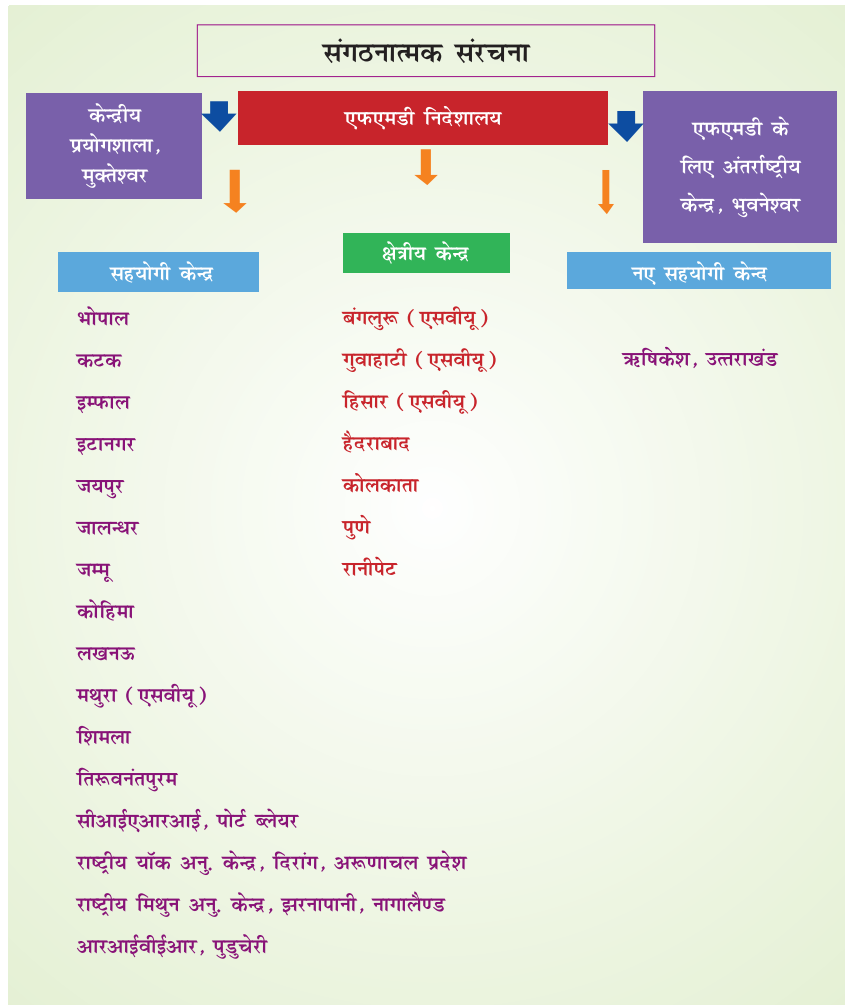 संगठनात्मक संरचना
केन्द्रीय
प्रयोगशाला,
मुक्तेश्वर
एफएमडी निदेशालय
एफएमडी के
लिए अंतर्राष्ट्रीय
केन्द्र, भुवनेश्वर
सहयोगी केन्द्र
भोपाल
कटक
इम्फाल
इटानगर
जयपुर
जालन्धर
जम्मू
कोहिमा
लखनऊ
मथुरा (एसवीयू)
शिमला
तिरूवनंतपुरम
सीआईएआरआई, पोर्ट ब्लेयर
राष्ट्रीय यॉक अनु. केन्द्र, दिरांग, अरूणाचल प्रदेश
राष्ट्रीय मिथुन अनु. केन्द्र, झरनापानी, नागालैण्ड
आरआईवीईआर, पुडुचेरी
क्षेत्रीय केन्द्र
बंगलुरू (एसवीयू)
गुवाहाटी (एसवीयू)
हिसार (एसवीयू)
हैदराबाद
कोलकाता
पुणे
रानीपेट
नए सहयोगी केन्द
ऋषिकेश, उत्तराखंड